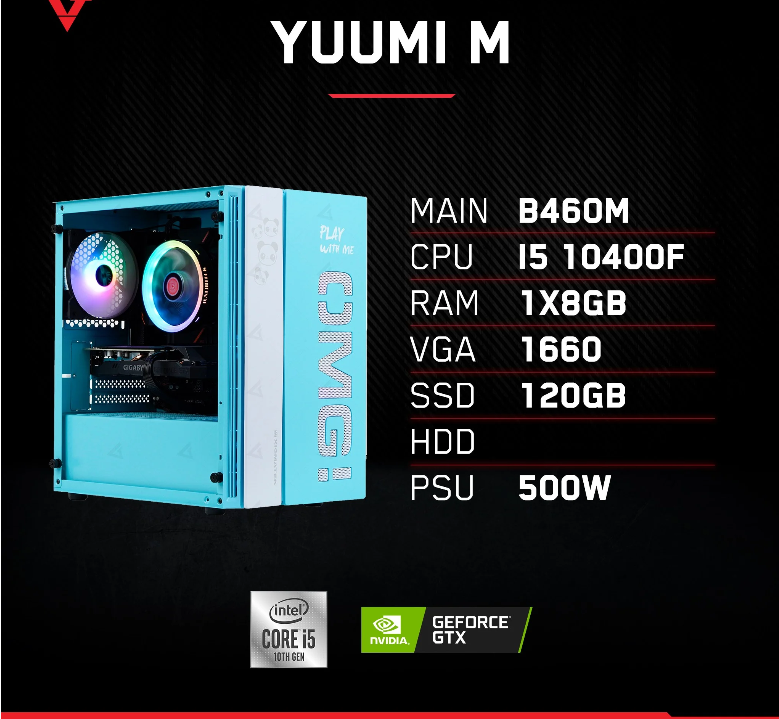 YUUMI M
PLAY
WITH ME
OMG!
MAIN B460M
CPU I5 10400F
RAM 1X8GB
VGA 1660
SSD 120GB
HDD
PSU 500W
intel
CORE i5
10TH GEN
NVIDIA.
GEFORCE
GTX